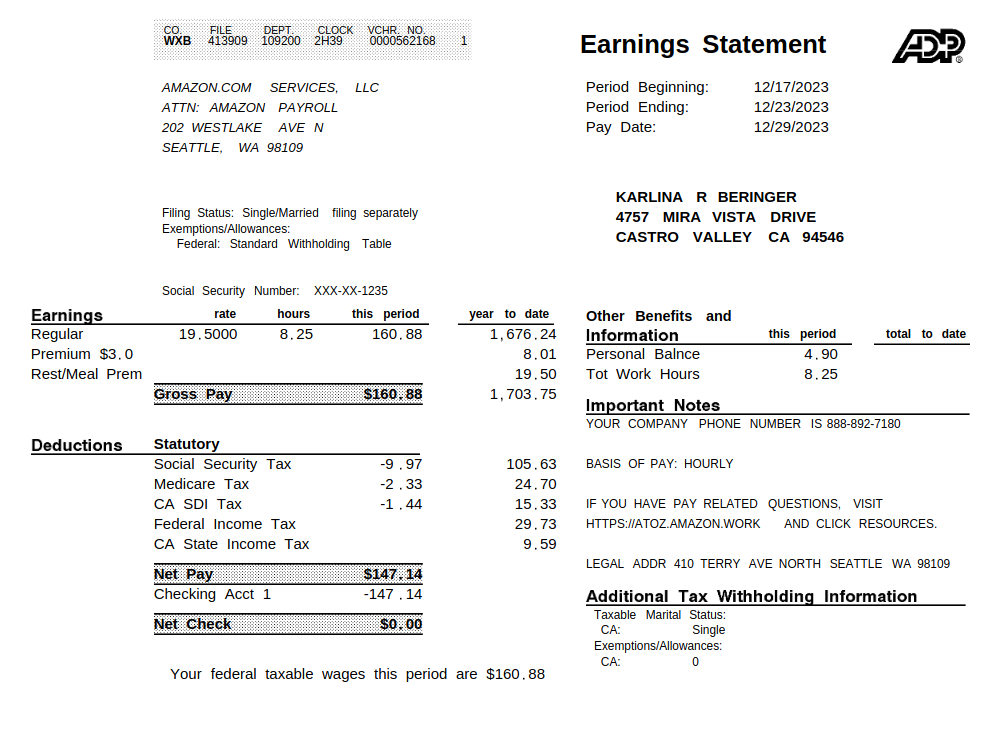 CO. FILE DEPT. CLOCK VCHR. NO.
WXB 413909 109200 2H39 0000562168 1
Earnings Statement
ADP®
AMAZON.COM SERVICES, LLC
ATTN: AMAZON PAYROLL
202 WESTLAKE AVE N
SEATTLE, WA 98109
Period Beginning: 12/17/2023
Period Ending: 12/23/2023
Pay Date: 12/29/2023
Filing Status: Single/Married filing separately
Exemptions/Allowances:
Federal: Standard Withholding Table
KARLINA R BERINGER
4757 MIRA VISTA DRIVE
CASTRO VALLEY CA 94546
Social Security Number: XXX-XX-1235
Earnings rate hours this period year to date
Regular 19.5000 8.25 160.88 1,676.24
Premium $3.0 8.01
Rest/Meal Prem 19.50
Gross Pay $160.88 1,703.75
Deductions Statutory
Social Security Tax -9.97 105.63
Medicare Tax -2.33 24.70
CA SDI Tax -1.44 15.33
Federal Income Tax 29.73
CA State Income Tax 9.59
Net Pay $147.14
Checking Acct 1 -147.14
Net Check $0.00
Your federal taxable wages this period are $160.88
Other Benefits and
Information this period total to date
Personal Balnce 4.90
Tot Work Hours 8.25
Important Notes
YOUR COMPANY PHONE NUMBER IS 888-892-7180
BASIS OF PAY: HOURLY
IF YOU HAVE PAY RELATED QUESTIONS, VISIT
HTTPS://ATOZ.AMAZON.WORK AND CLICK RESOURCES.
LEGAL ADDR 410 TERRY AVE NORTH SEATTLE WA 98109
Additional Tax Withholding Information
Taxable Marital Status:
CA: Single
Exemptions/Allowances:
CA: 0